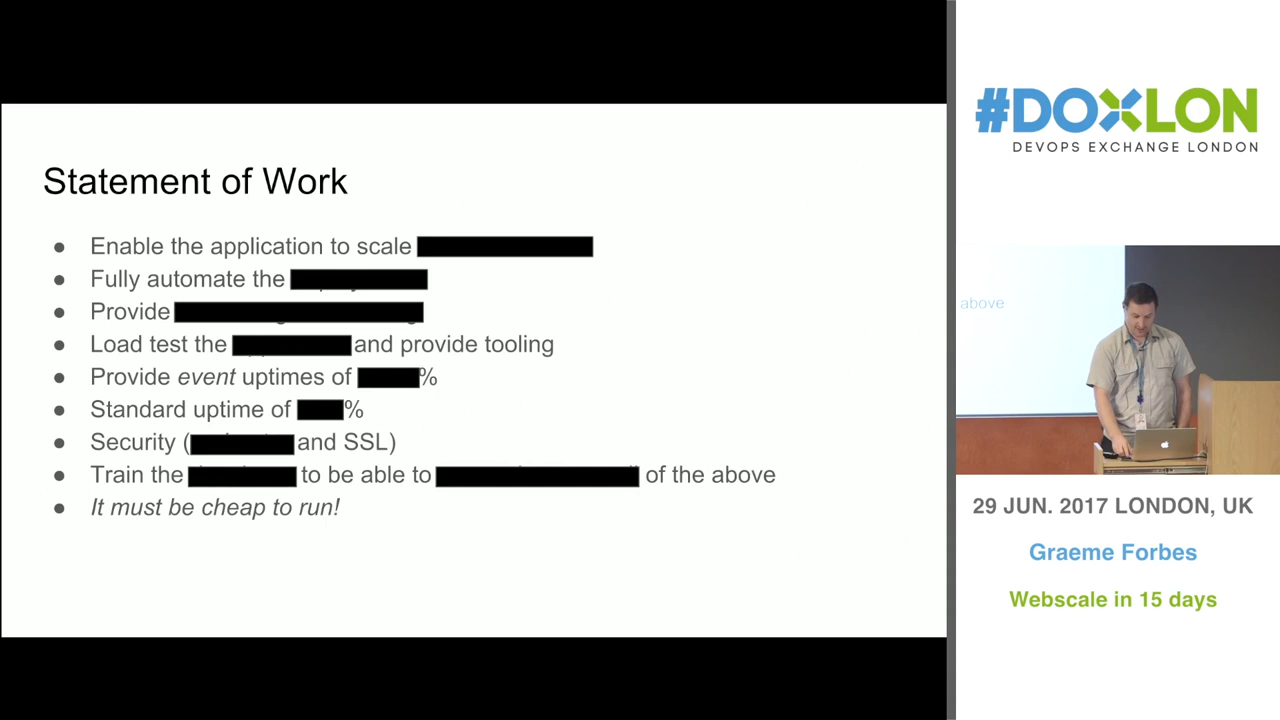 Statement of Work
● Enable the application to scale
● Fully automate the
● Provide
● Load test the and provide tooling
● Provide event uptimes of %
● Standard uptime of %
● Security ( and SSL)
● Train the to be able to of the above
● It must be cheap to run!
#DOXLON
DEVOPS EXCHANGE LONDON
above
29 JUN. 2017 LONDON, UK
Graeme Forbes
Webscale in 15 days